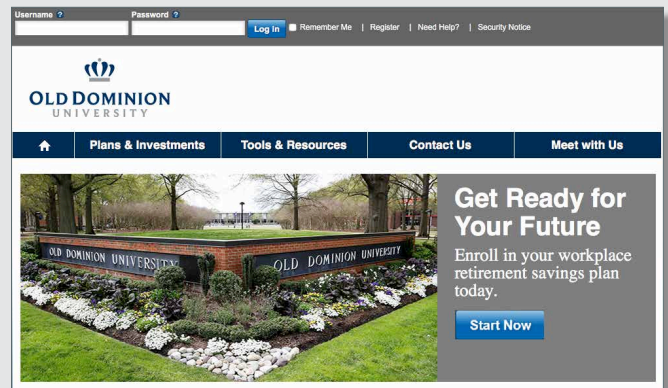 Username ? Password ?
Log In Remember Me | Register | Need Help? | Security Notice
OLD DOMINION
UNIVERSITY
Plans & Investments Tools & Resources Contact Us Meet with Us
Get Ready for
Your Future
Enroll in your workplace
retirement savings plan
today.
Start Now
OLD DOMINION UNIVERSITY
OLD DOMINION UNIVERSITY